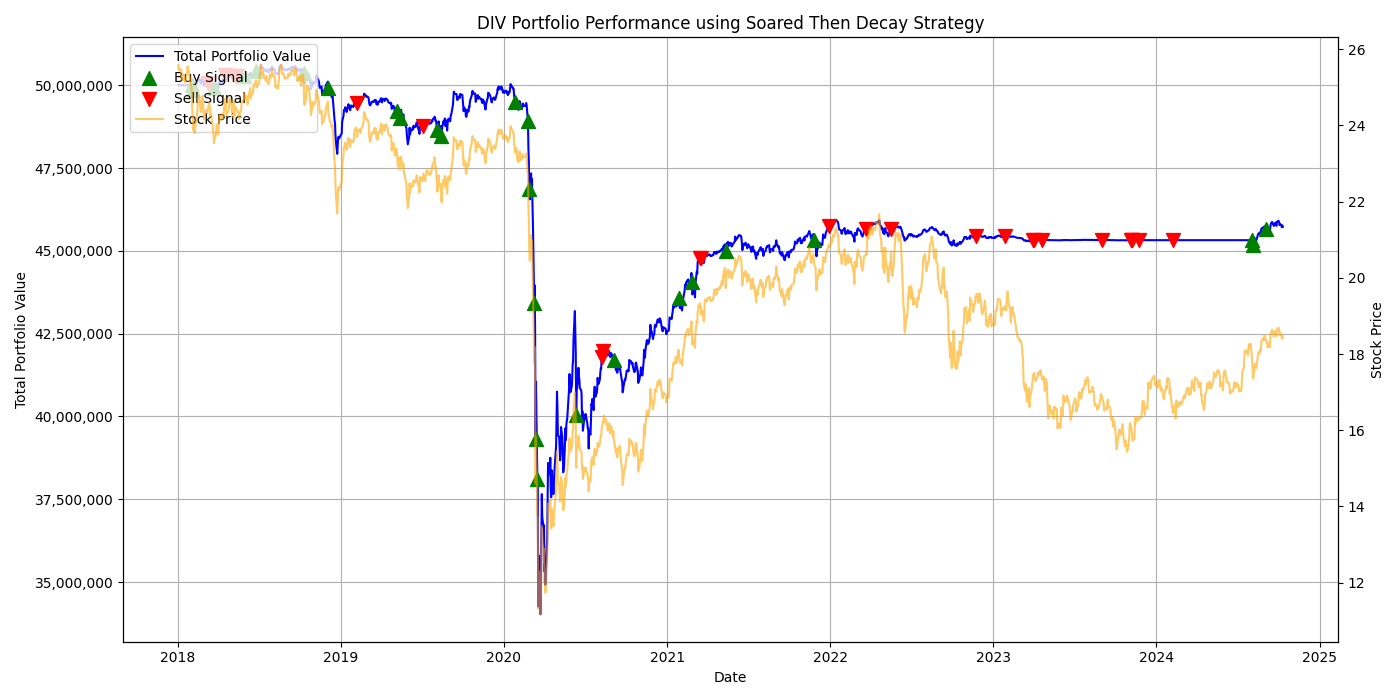 DIV Portfolio Performance using Soared Then Decay Strategy
Total Portfolio Value
Buy Signal
Sell Signal
Stock Price
50,000,000
47,500,000
45,000,000
42,500,000
40,000,000
37,500,000
35,000,000
Total Portfolio Value
26
24
22
20
18
16
14
12
Stock Price
2018
2019
2020
2021
2022
2023
2024
2025
Date